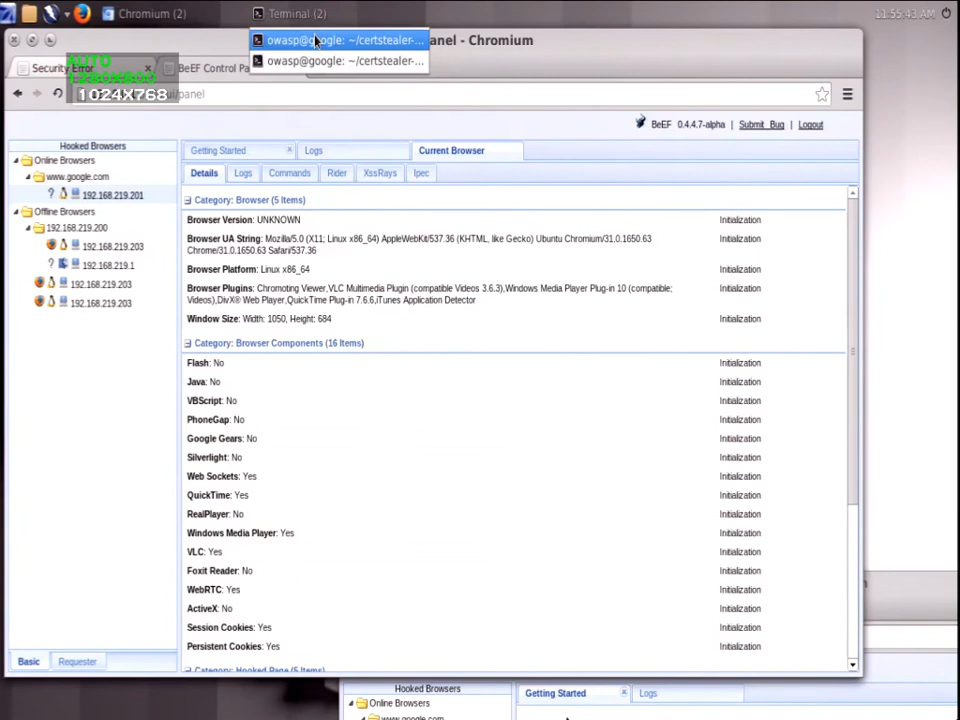 Chromium (2)
Terminal (2)
11:55:43 AM
owasp@google: ~/certstealer-...
owasp@google: ~/certstealer-...
anel - Chromium
AUTO
1280X800
1024X768
Security Error
BeEF Control Pa
/panel
BeEF 0.4.4.7-alpha | Submit Bug | Logout
Hooked Browsers
Getting Started
Logs
Current Browser
Online Browsers
www.google.com
192.168.219.201
Offline Browsers
192.168.219.200
192.168.219.203
192.168.219.1
192.168.219.203
192.168.219.203
Details
Logs
Commands
Rider
XssRays
Ipec
Category: Browser (5 Items)
Browser Version: UNKNOWN
Initialization
Browser UA String: Mozilla/5.0 (X11; Linux x86_64) AppleWebKit/537.36 (KHTML, like Gecko) Ubuntu Chromium/31.0.1650.63
Initialization
Chrome/31.0.1650.63 Safari/537.36
Browser Platform: Linux x86_64
Initialization
Browser Plugins: Chromoting Viewer,VLC Multimedia Plugin (compatible Videos 3.6.3),Windows Media Player Plug-in 10 (compatible;
Initialization
Videos),DivX® Web Player,QuickTime Plug-in 7.6.6,iTunes Application Detector
Window Size: Width: 1050, Height: 684
Initialization
Category: Browser Components (16 Items)
Flash: No
Initialization
Java: No
Initialization
VBScript: No
Initialization
PhoneGap: No
Initialization
Google Gears: No
Initialization
Silverlight: No
Initialization
Web Sockets: Yes
Initialization
QuickTime: Yes
Initialization
RealPlayer: No
Initialization
Windows Media Player: Yes
Initialization
VLC: Yes
Initialization
Foxit Reader: No
Initialization
WebRTC: Yes
Initialization
ActiveX: No
Initialization
Session Cookies: Yes
Initialization
Persistent Cookies: Yes
Initialization
Category: Hooked Page (5 Items)
Basic
Requester
Hooked Browsers
Getting Started
Logs
Online Browsers
www.google.com